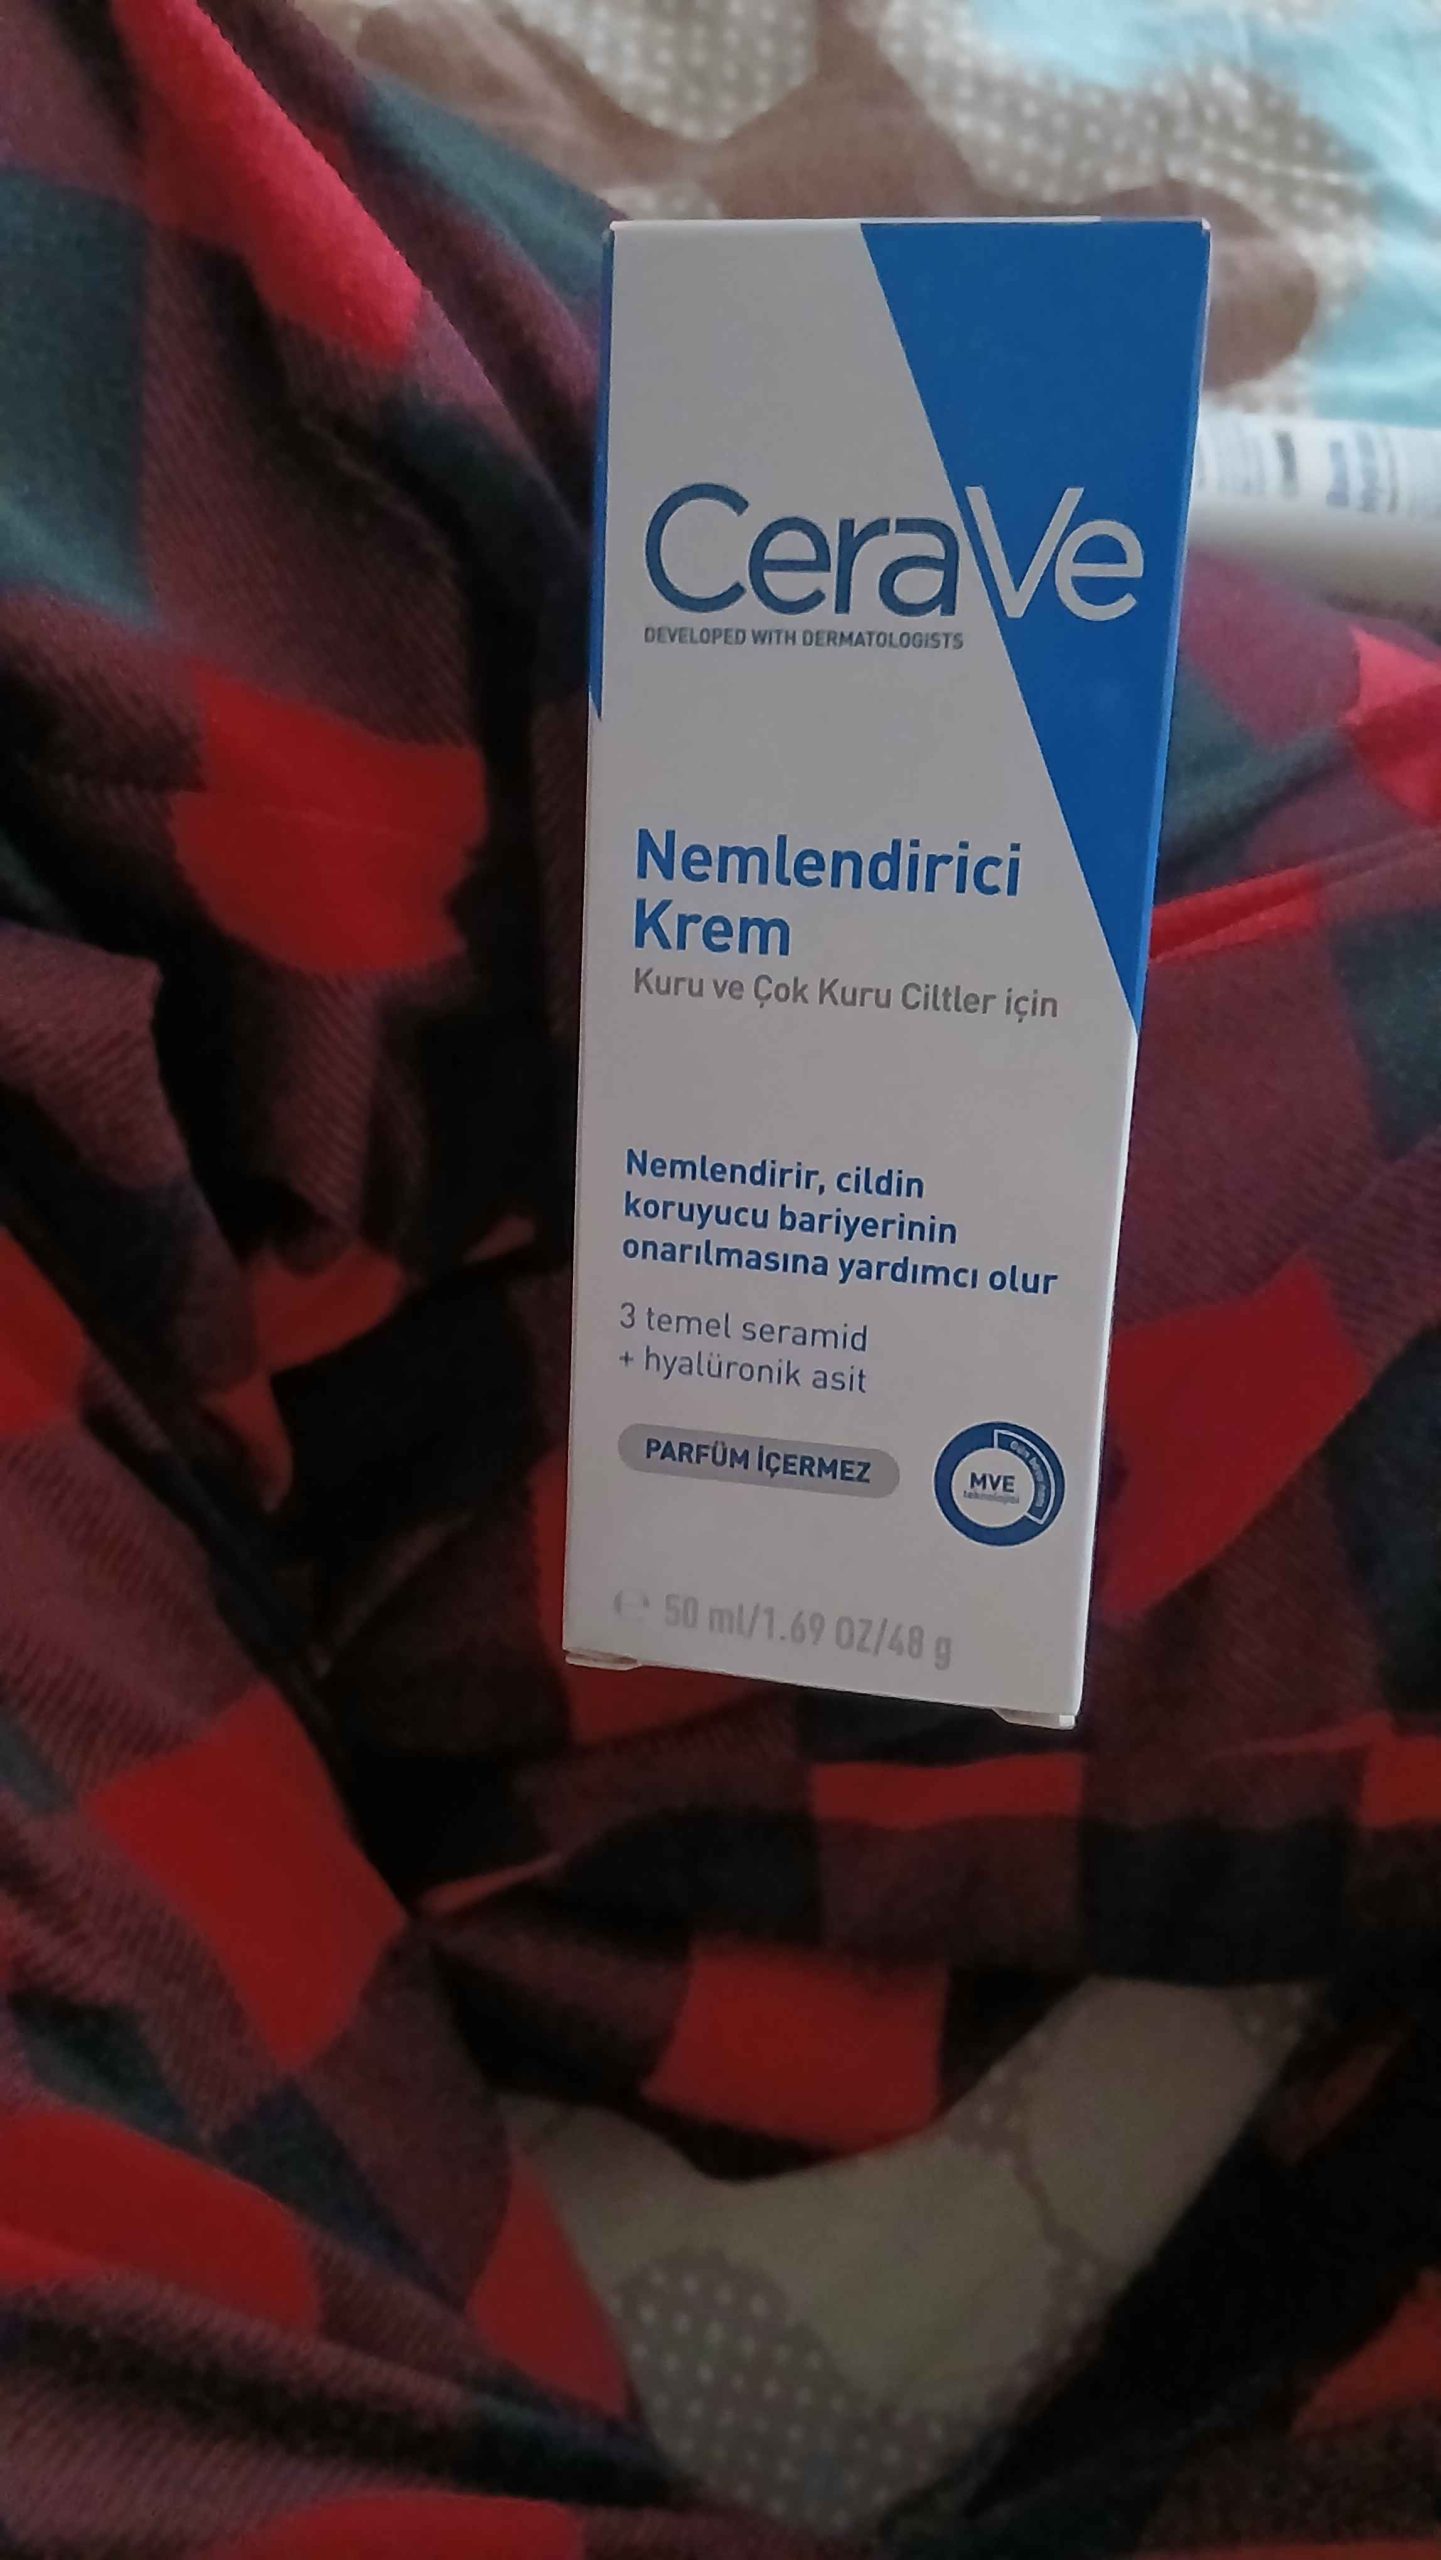 CeraVe
DEVELOPED WITH DERMATOLOGISTS
Nemlendirici
Krem
Kuru ve Çok Kuru Ciltler için
Nemlendirir, cildin
koruyucu bariyerinin
onarılmasına yardımcı olur
3 temel seramid
+ hyalüronik asit
PARFÜM İÇERMEZ
MVE
teknolojisi
℮ 50 ml/1.69 OZ/48 g